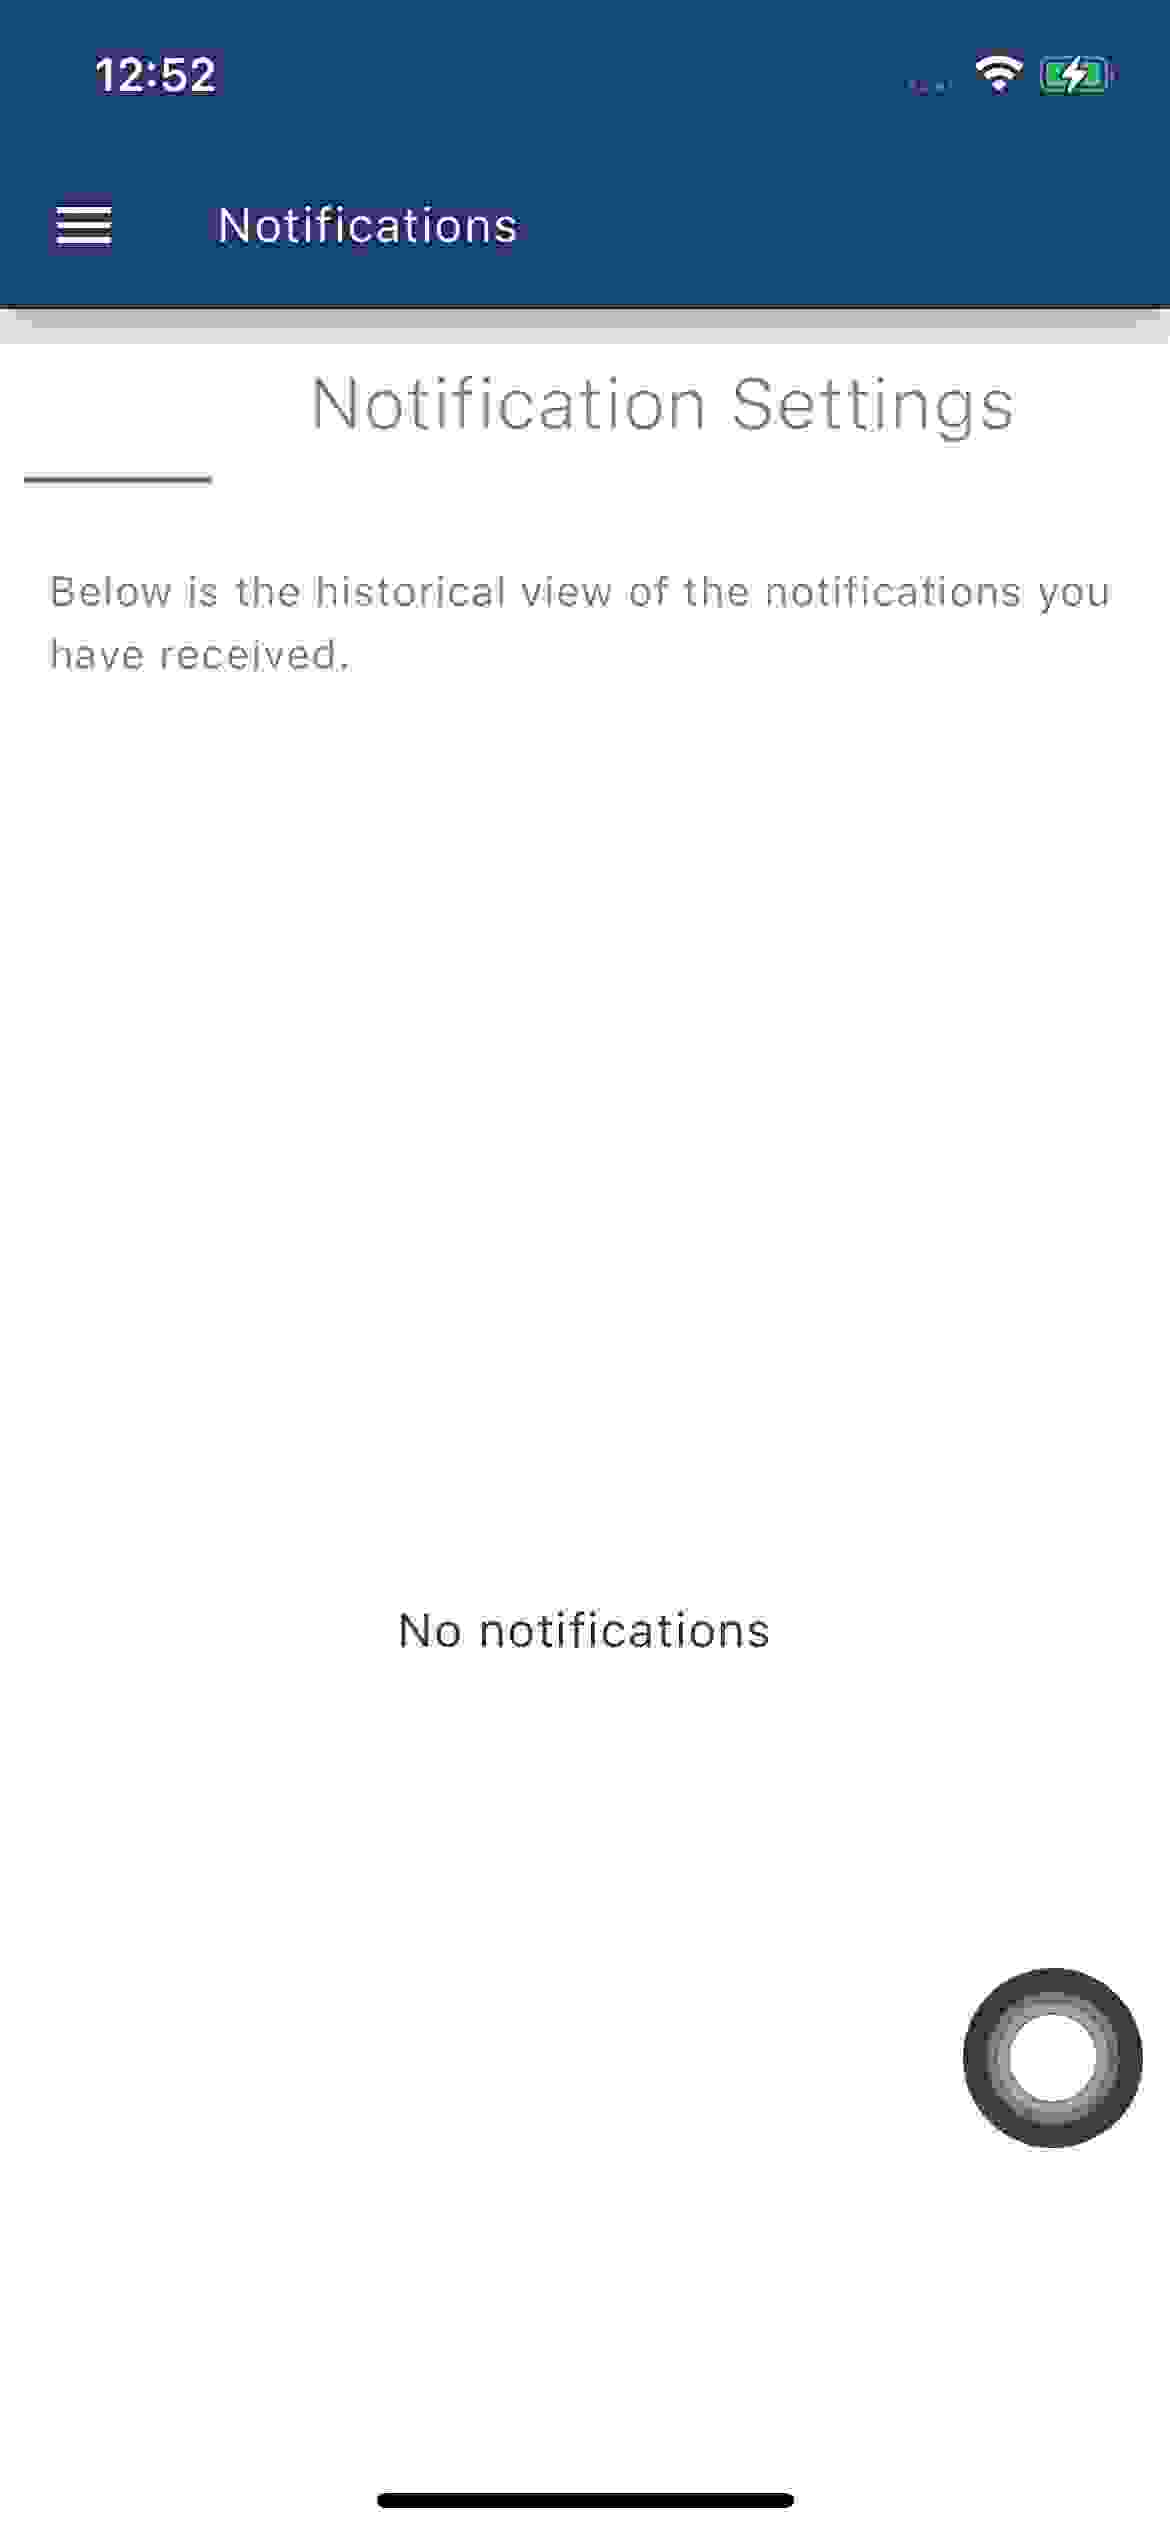 12:52
Notifications
Notification Settings
Below is the historical view of the notifications you
have received.
No notifications